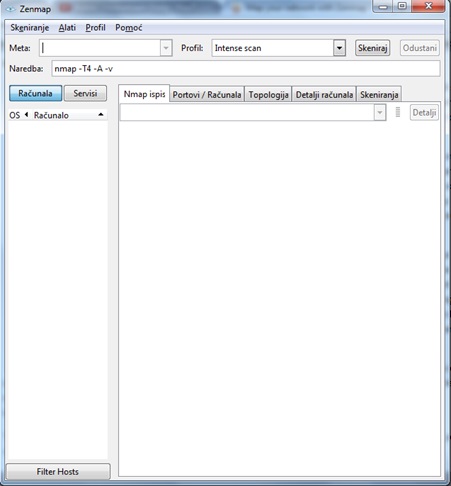 Zenmap
Skeniranje Alati Profil Pomoć
Meta: Profil: Intense scan Skeniraj Odustani
Naredba: nmap -T4 -A -v
Računala Servisi Nmap ispis Portovi / Računala Topologija Detalji računala Skeniranja
OS Računalo Detalji
Filter Hosts